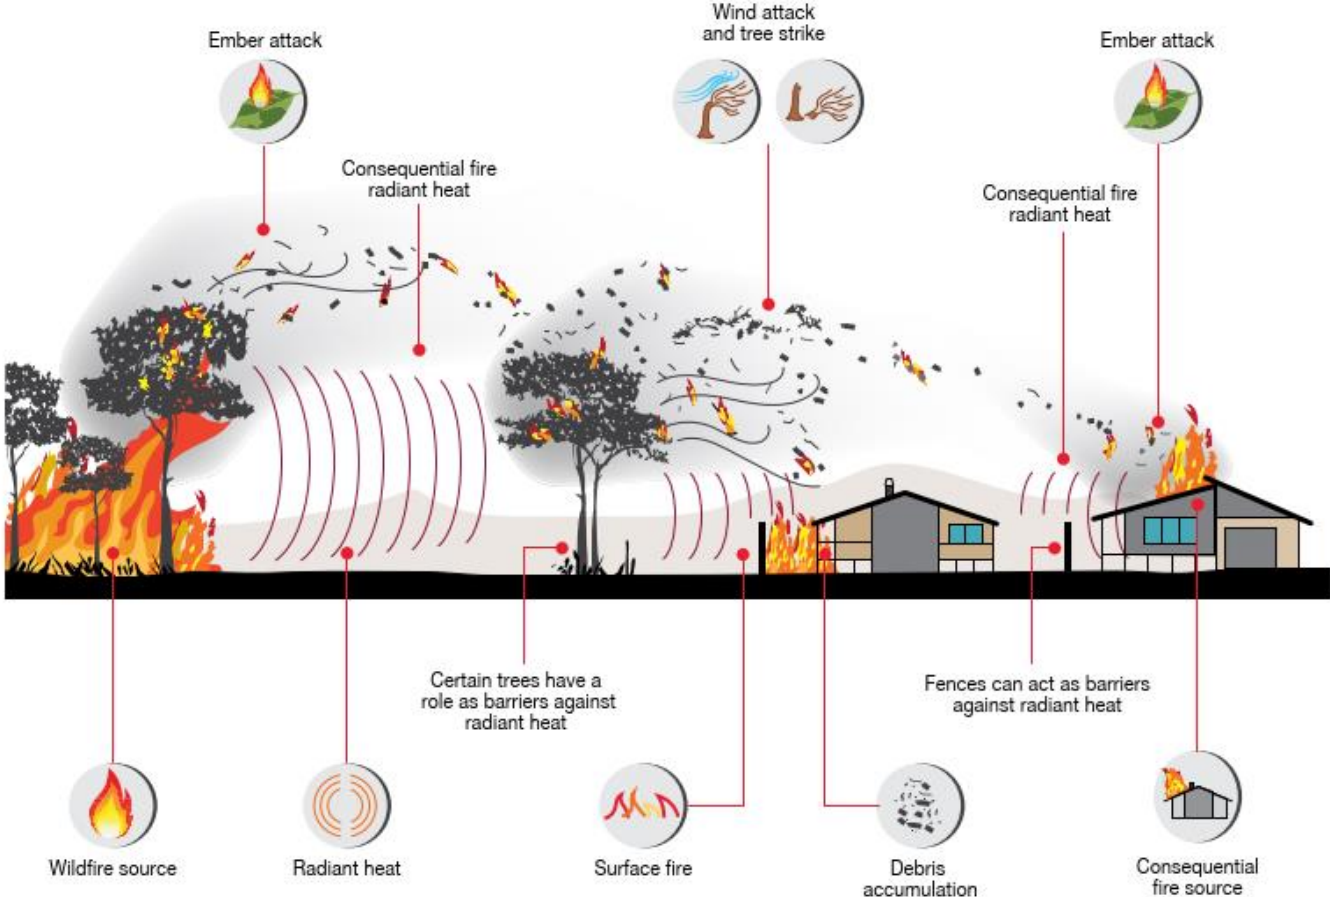 Wind attack
and tree strike
Ember attack
Ember attack
Consequential fire
radiant heat
Consequential fire
radiant heat
Certain trees have a
role as barriers against
radiant heat
Fences can act as barriers
against radiant heat
Wildfire source
Radiant heat
Surface fire
Debris
accumulation
Consequential
fire source